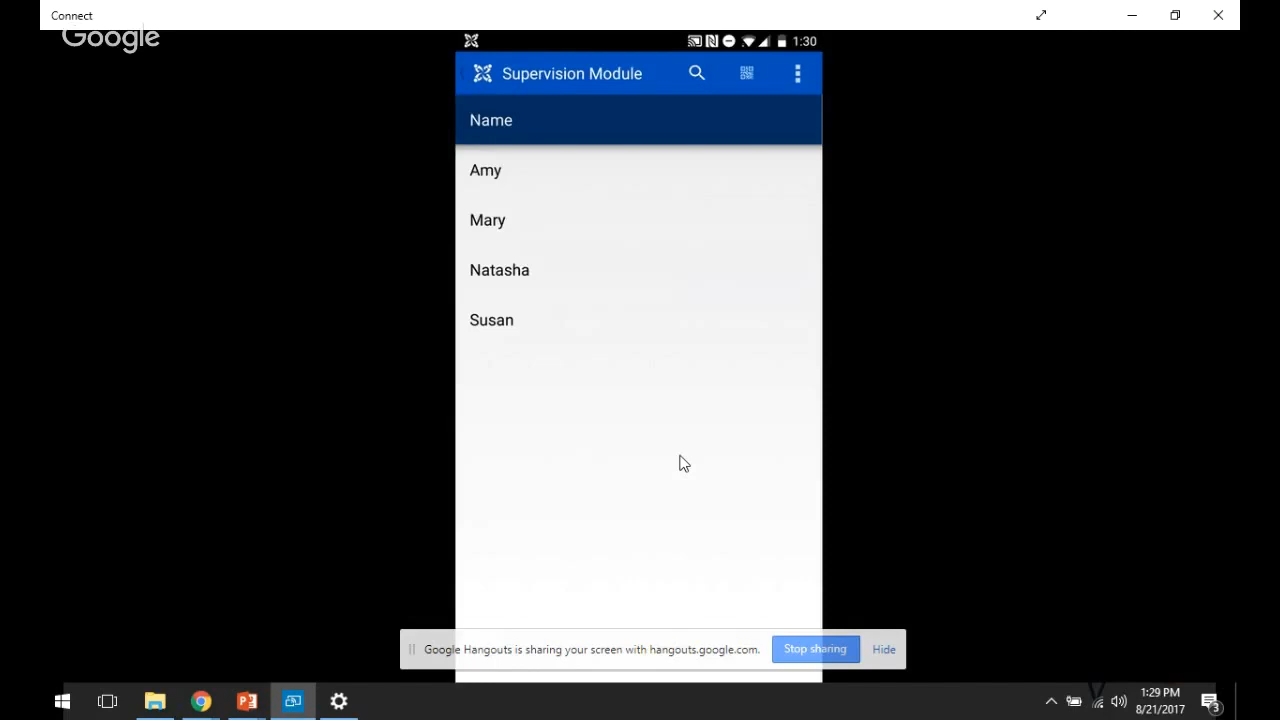 Connect
Google
1:30
Supervision Module
Name
Amy
Mary
Natasha
Susan
Google Hangouts is sharing your screen with hangouts.google.com.
Stop sharing
Hide
1:29 PM
8/21/2017
3